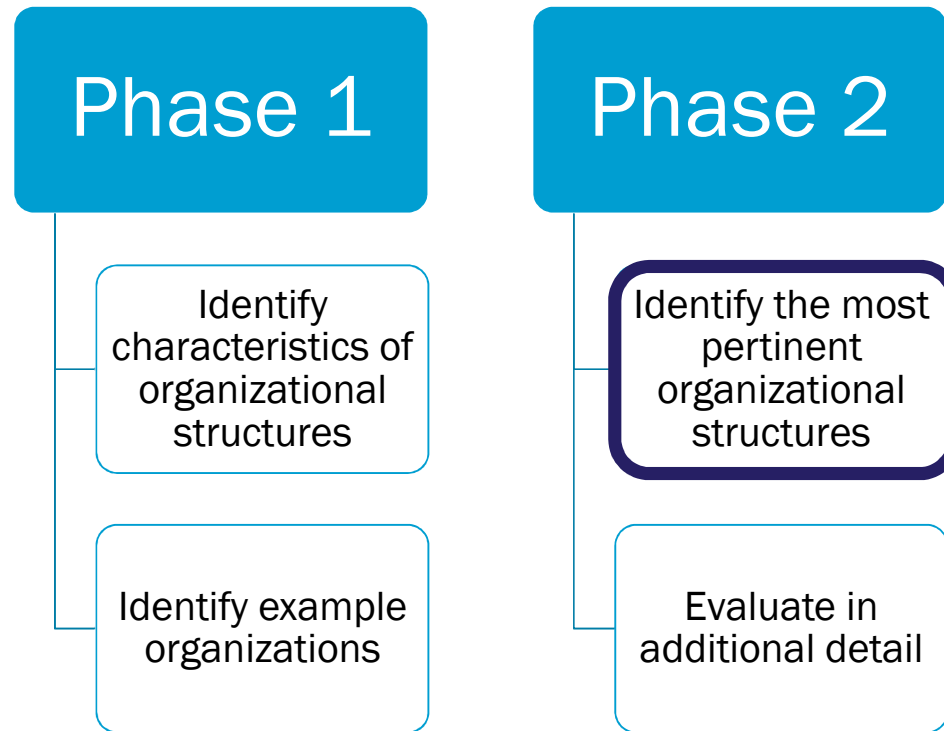 Phase 1
Identify
characteristics of
organizational
structures
Identify example
organizations
Phase 2
Identify the most
pertinent
organizational
structures
Evaluate in
additional detail